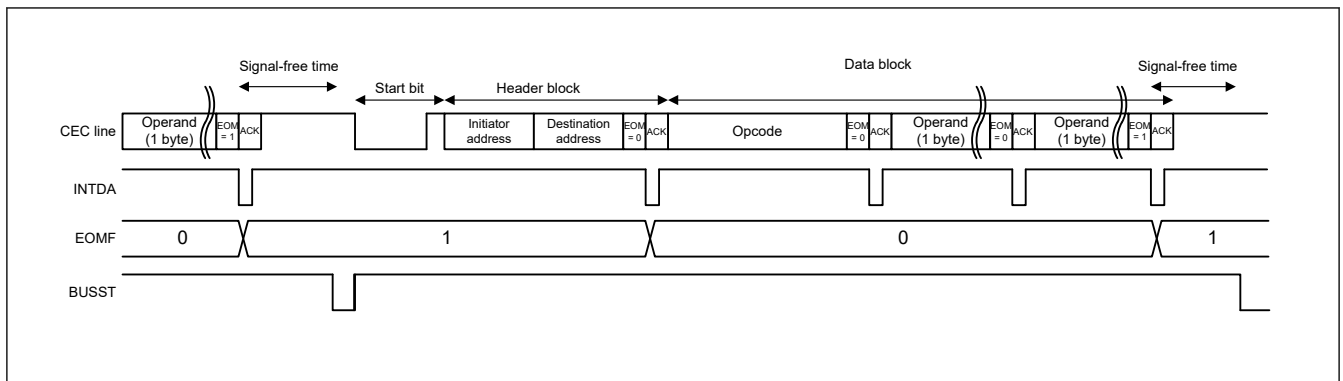 Signal-free time
Start bit
Header block
Data block
Signal-free time
CEC line
Operand
(1 byte)
EOM
= 1
ACK
Initiator
address
Destination
address
EOM
= 0
ACK
Opcode
EOM
= 0
ACK
Operand
(1 byte)
EOM
= 0
ACK
Operand
(1 byte)
EOM
= 1
ACK
INTDA
EOMF
0
1
0
1
BUSST